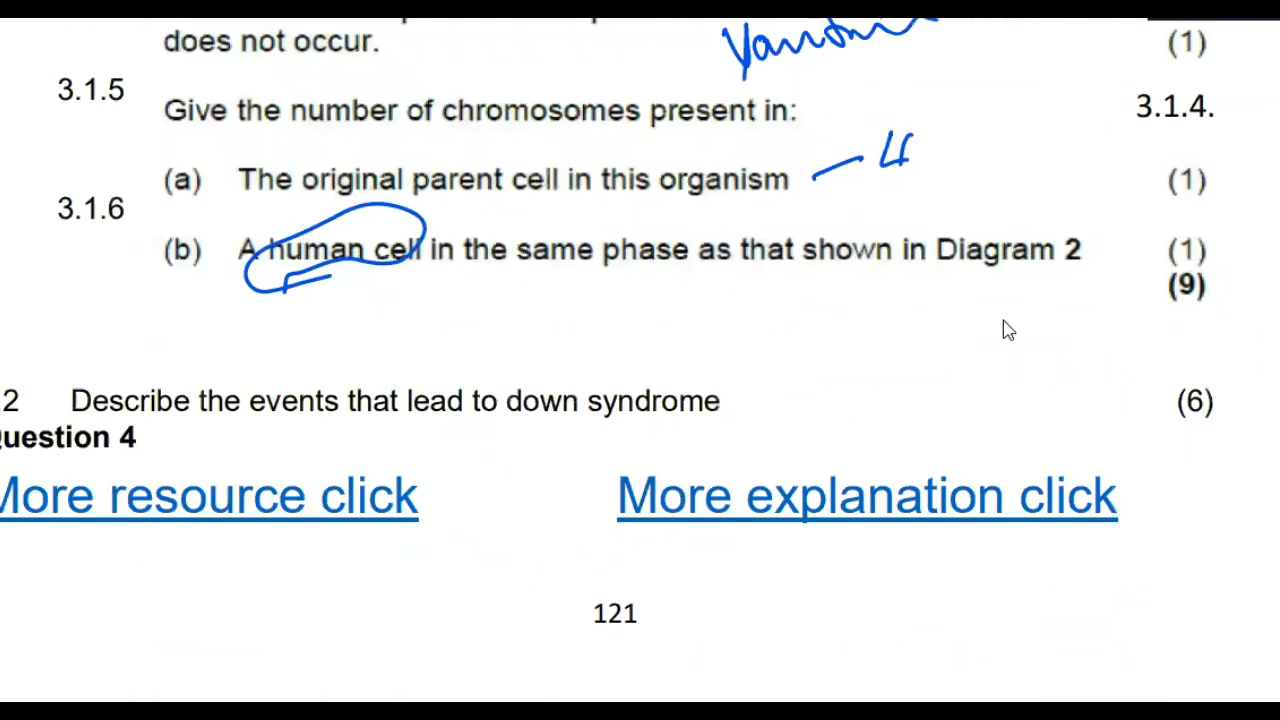 does not occur. (1)
3.1.5 Give the number of chromosomes present in: 3.1.4.
(a) The original parent cell in this organism – 4 (1)
3.1.6
(b) A human cell in the same phase as that shown in Diagram 2 (1)
(9)
.2 Describe the events that lead to down syndrome (6)
Question 4
More resource click More explanation click
121